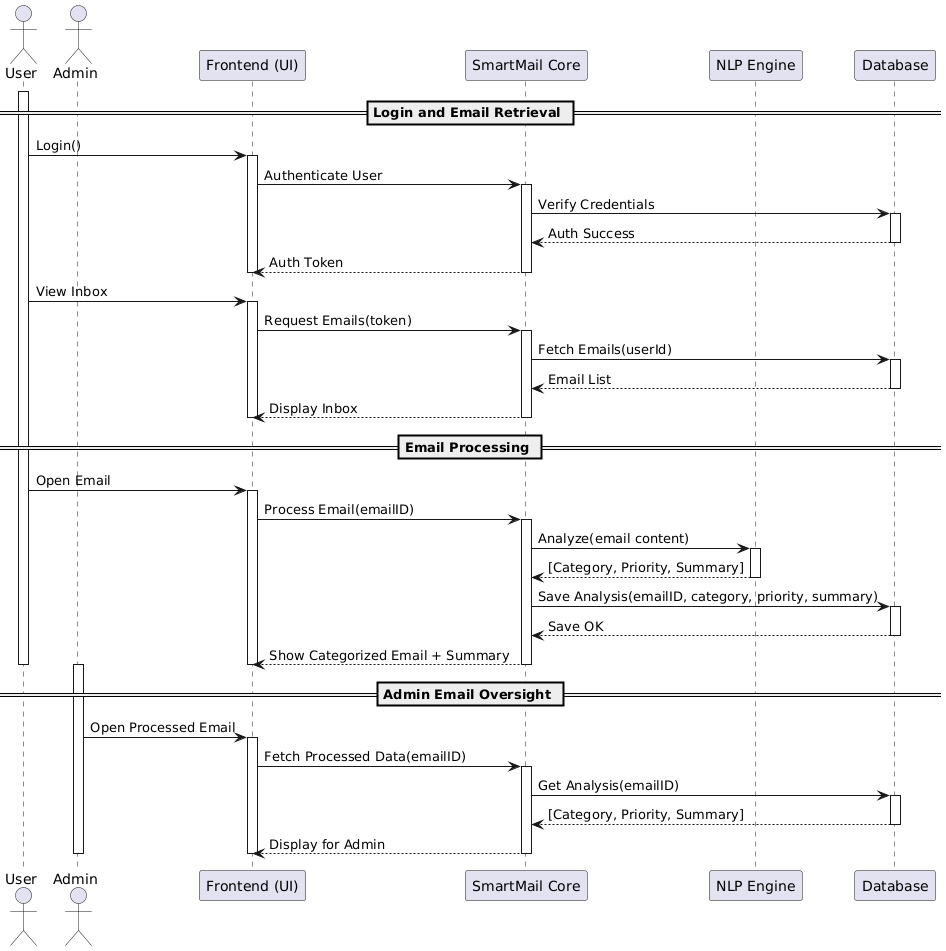 User Admin Frontend (UI) SmartMail Core NLP Engine Database
Login and Email Retrieval
Login()
Authenticate User
Verify Credentials
Auth Success
Auth Token
View Inbox
Request Emails(token)
Fetch Emails(userId)
Email List
Display Inbox
Email Processing
Open Email
Process Email(emailID)
Analyze(email content)
[Category, Priority, Summary]
Save Analysis(emailID, category, priority, summary)
Save OK
Show Categorized Email + Summary
Admin Email Oversight
Open Processed Email
Fetch Processed Data(emailID)
Get Analysis(emailID)
[Category, Priority, Summary]
Display for Admin
User Admin Frontend (UI) SmartMail Core NLP Engine Database